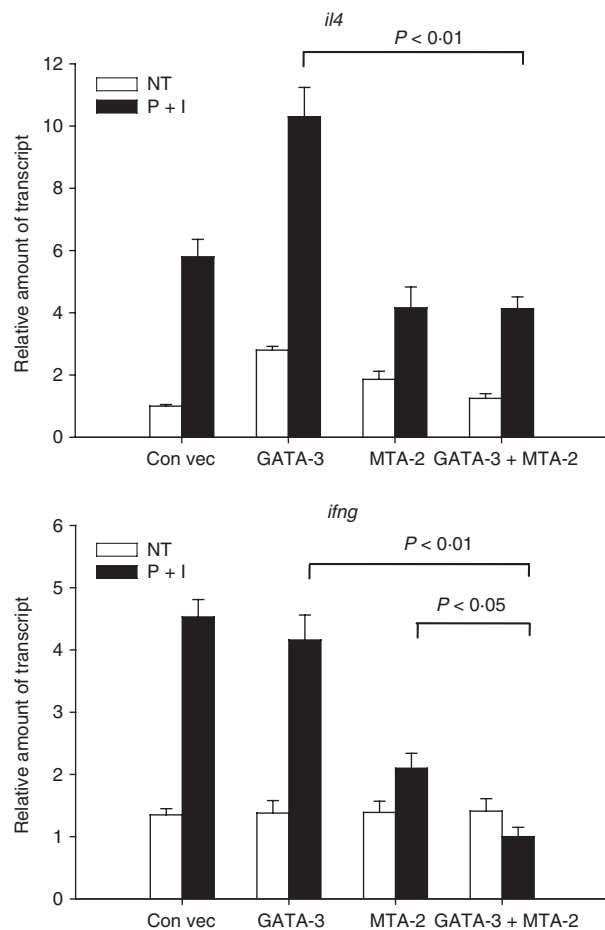 il4
P < 0·01
NT
P + I
12
10
8
6
4
2
0
Relative amount of transcript
Con vec GATA-3 MTA-2 GATA-3 + MTA-2
ifng
P < 0·01
P < 0·05
NT
P + I
6
5
4
3
2
1
0
Relative amount of transcript
Con vec GATA-3 MTA-2 GATA-3 + MTA-2